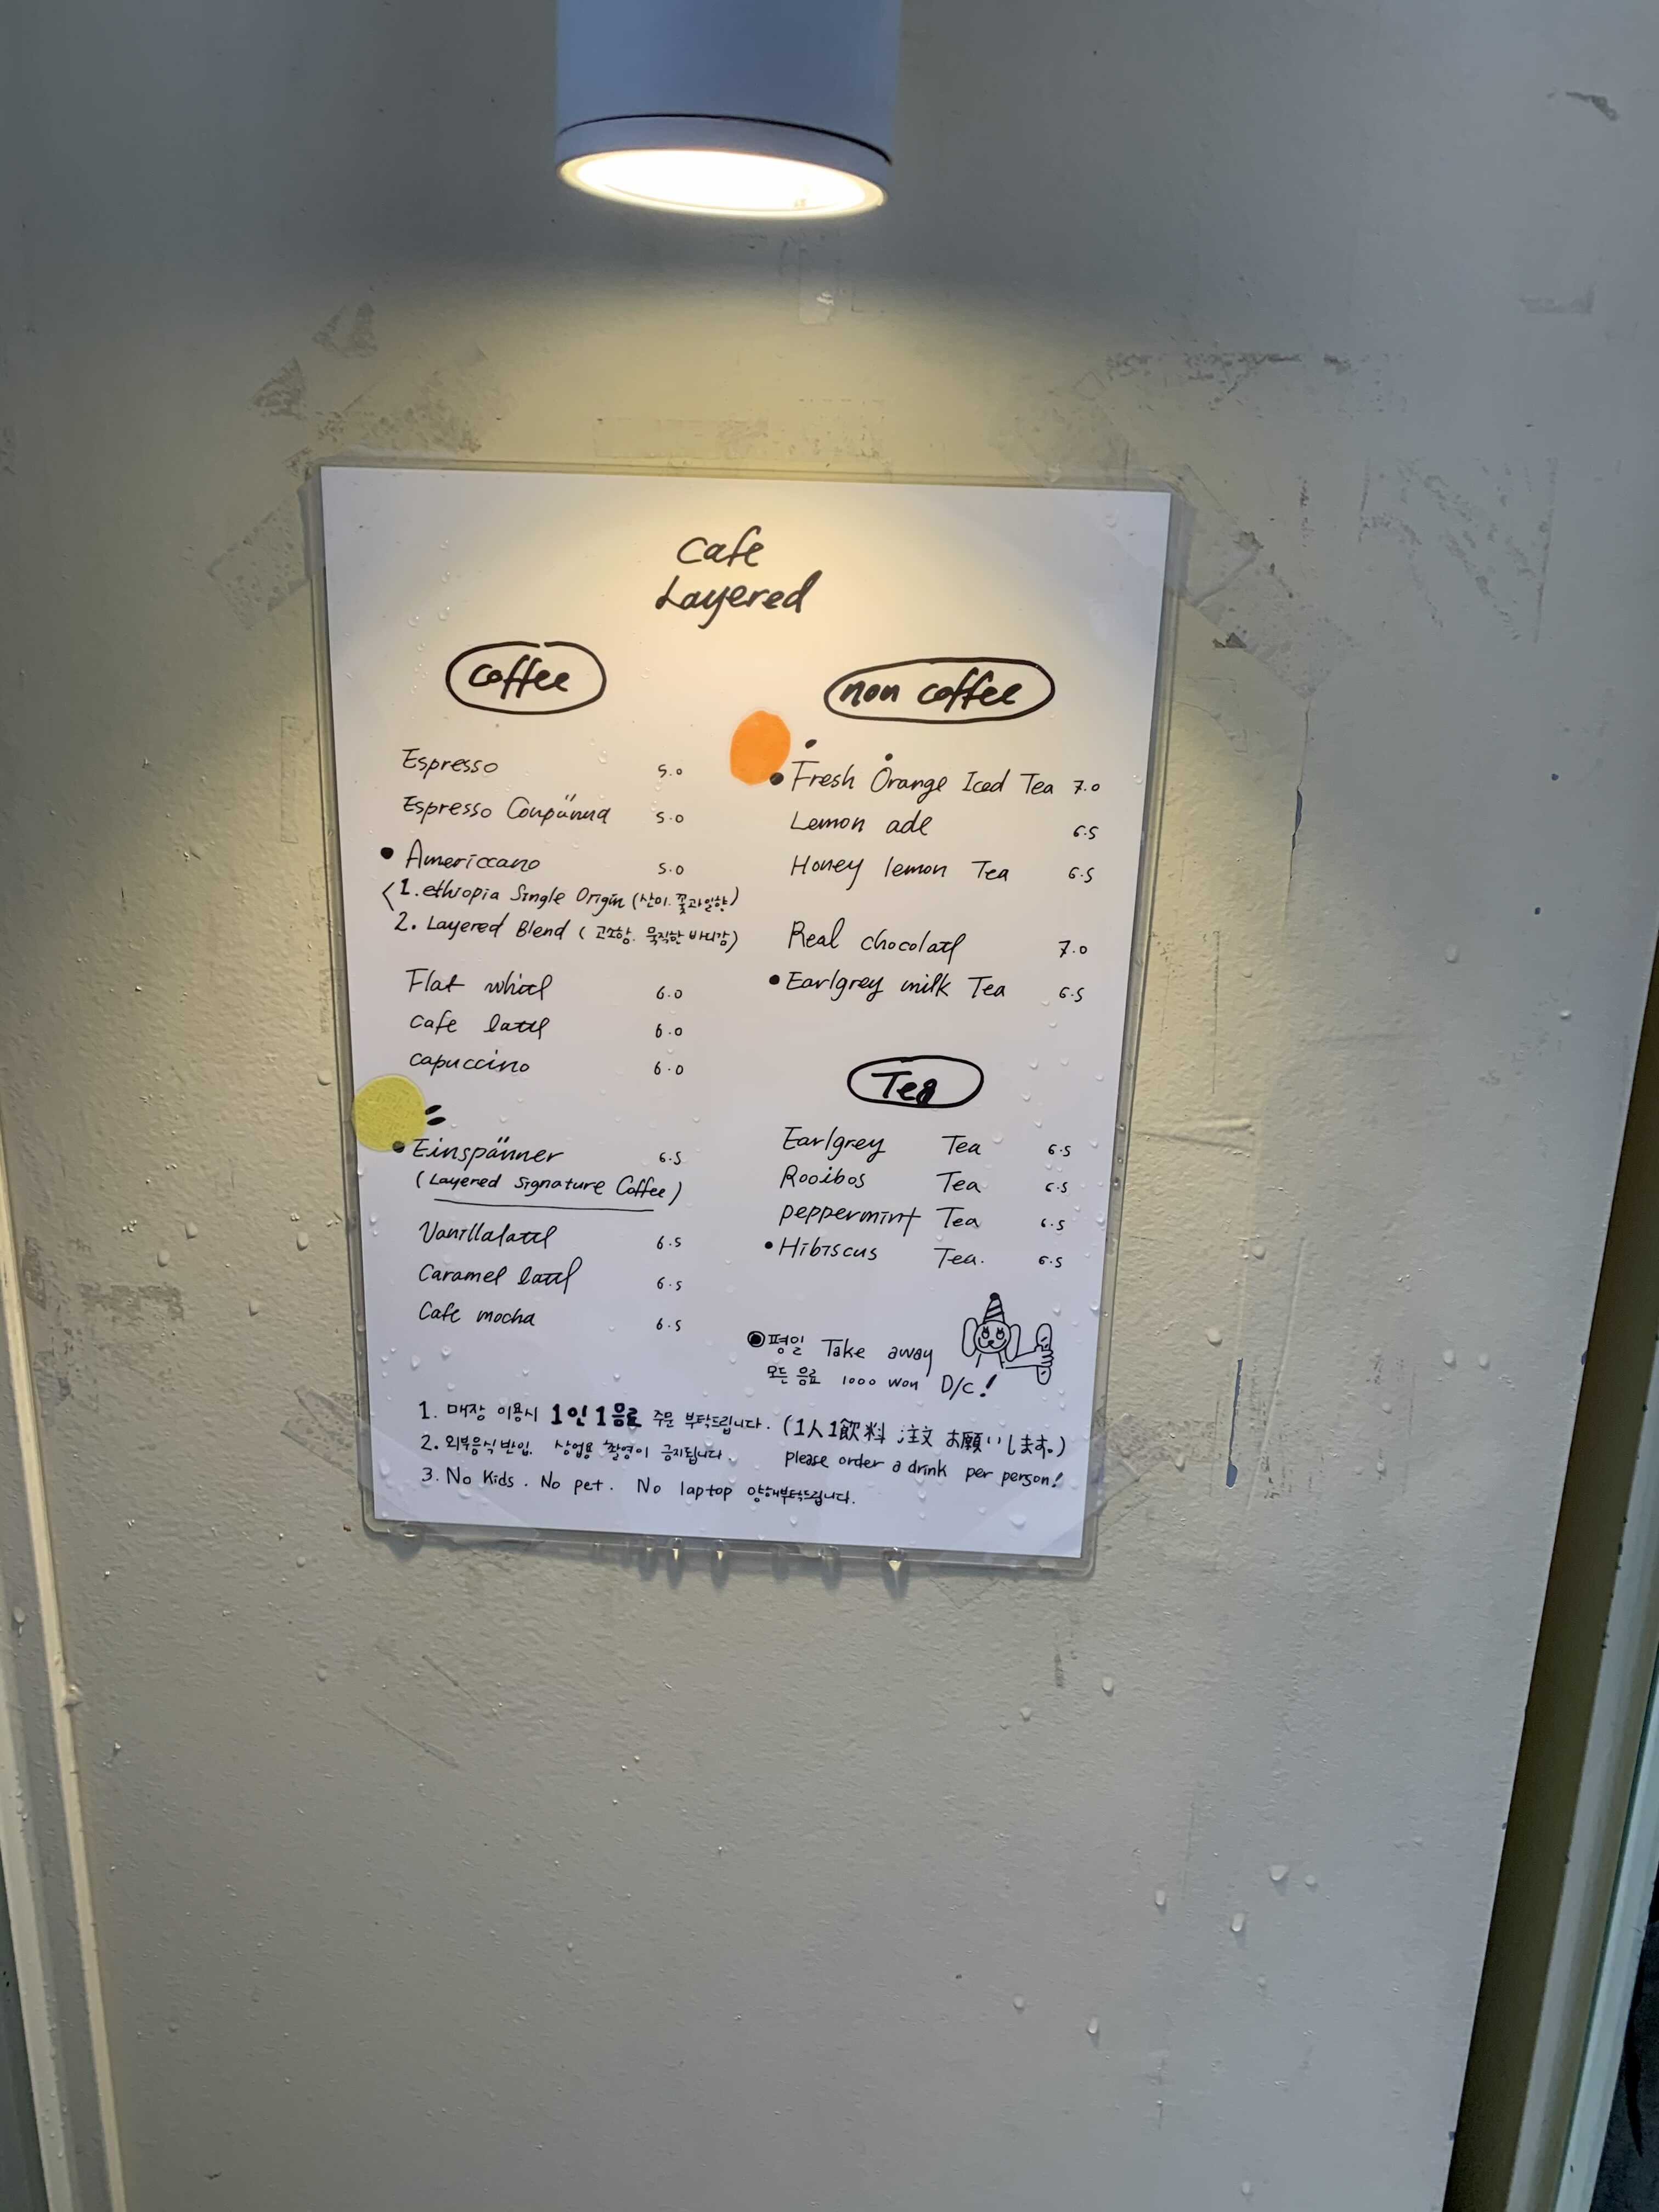 Cafe
Layered
coffee
Espresso 5.0
Espresso Coupänna 5.0
• Americcano 5.0
<1. ethiopia Single Origin (산미. 꽃과일향)
2. Layered Blend ( 고소함. 묵직한 바디감)
Flat white 6.0
Cafe latte 6.0
Capuccino 6.0
• Einspänner 6.5
(Layered Signature Coffee)
Vanillalatte 6.5
Caramel latte 6.5
Cafe mocha 6.5
non coffee
• Fresh Orange Iced Tea 7.0
Lemon ade 6.5
Honey lemon Tea 6.5
Real chocolate 7.0
• Earlgrey milk Tea 6.5
Tea
Earlgrey Tea 6.5
Rooibos Tea 6.5
peppermint Tea 6.5
• Hibiscus Tea. 6.5
평일 Take away
모든 음료 1000 won D/C!
1. 매장 이용시 1인 1음료 주문 부탁드립니다. (1人1飲料 注文 お願いします。)
2. 외부음식 반입. 상업용 촬영이 금지됩니다. please order a drink per person!
3. No kids. No pet. No laptop 양해부탁드립니다.